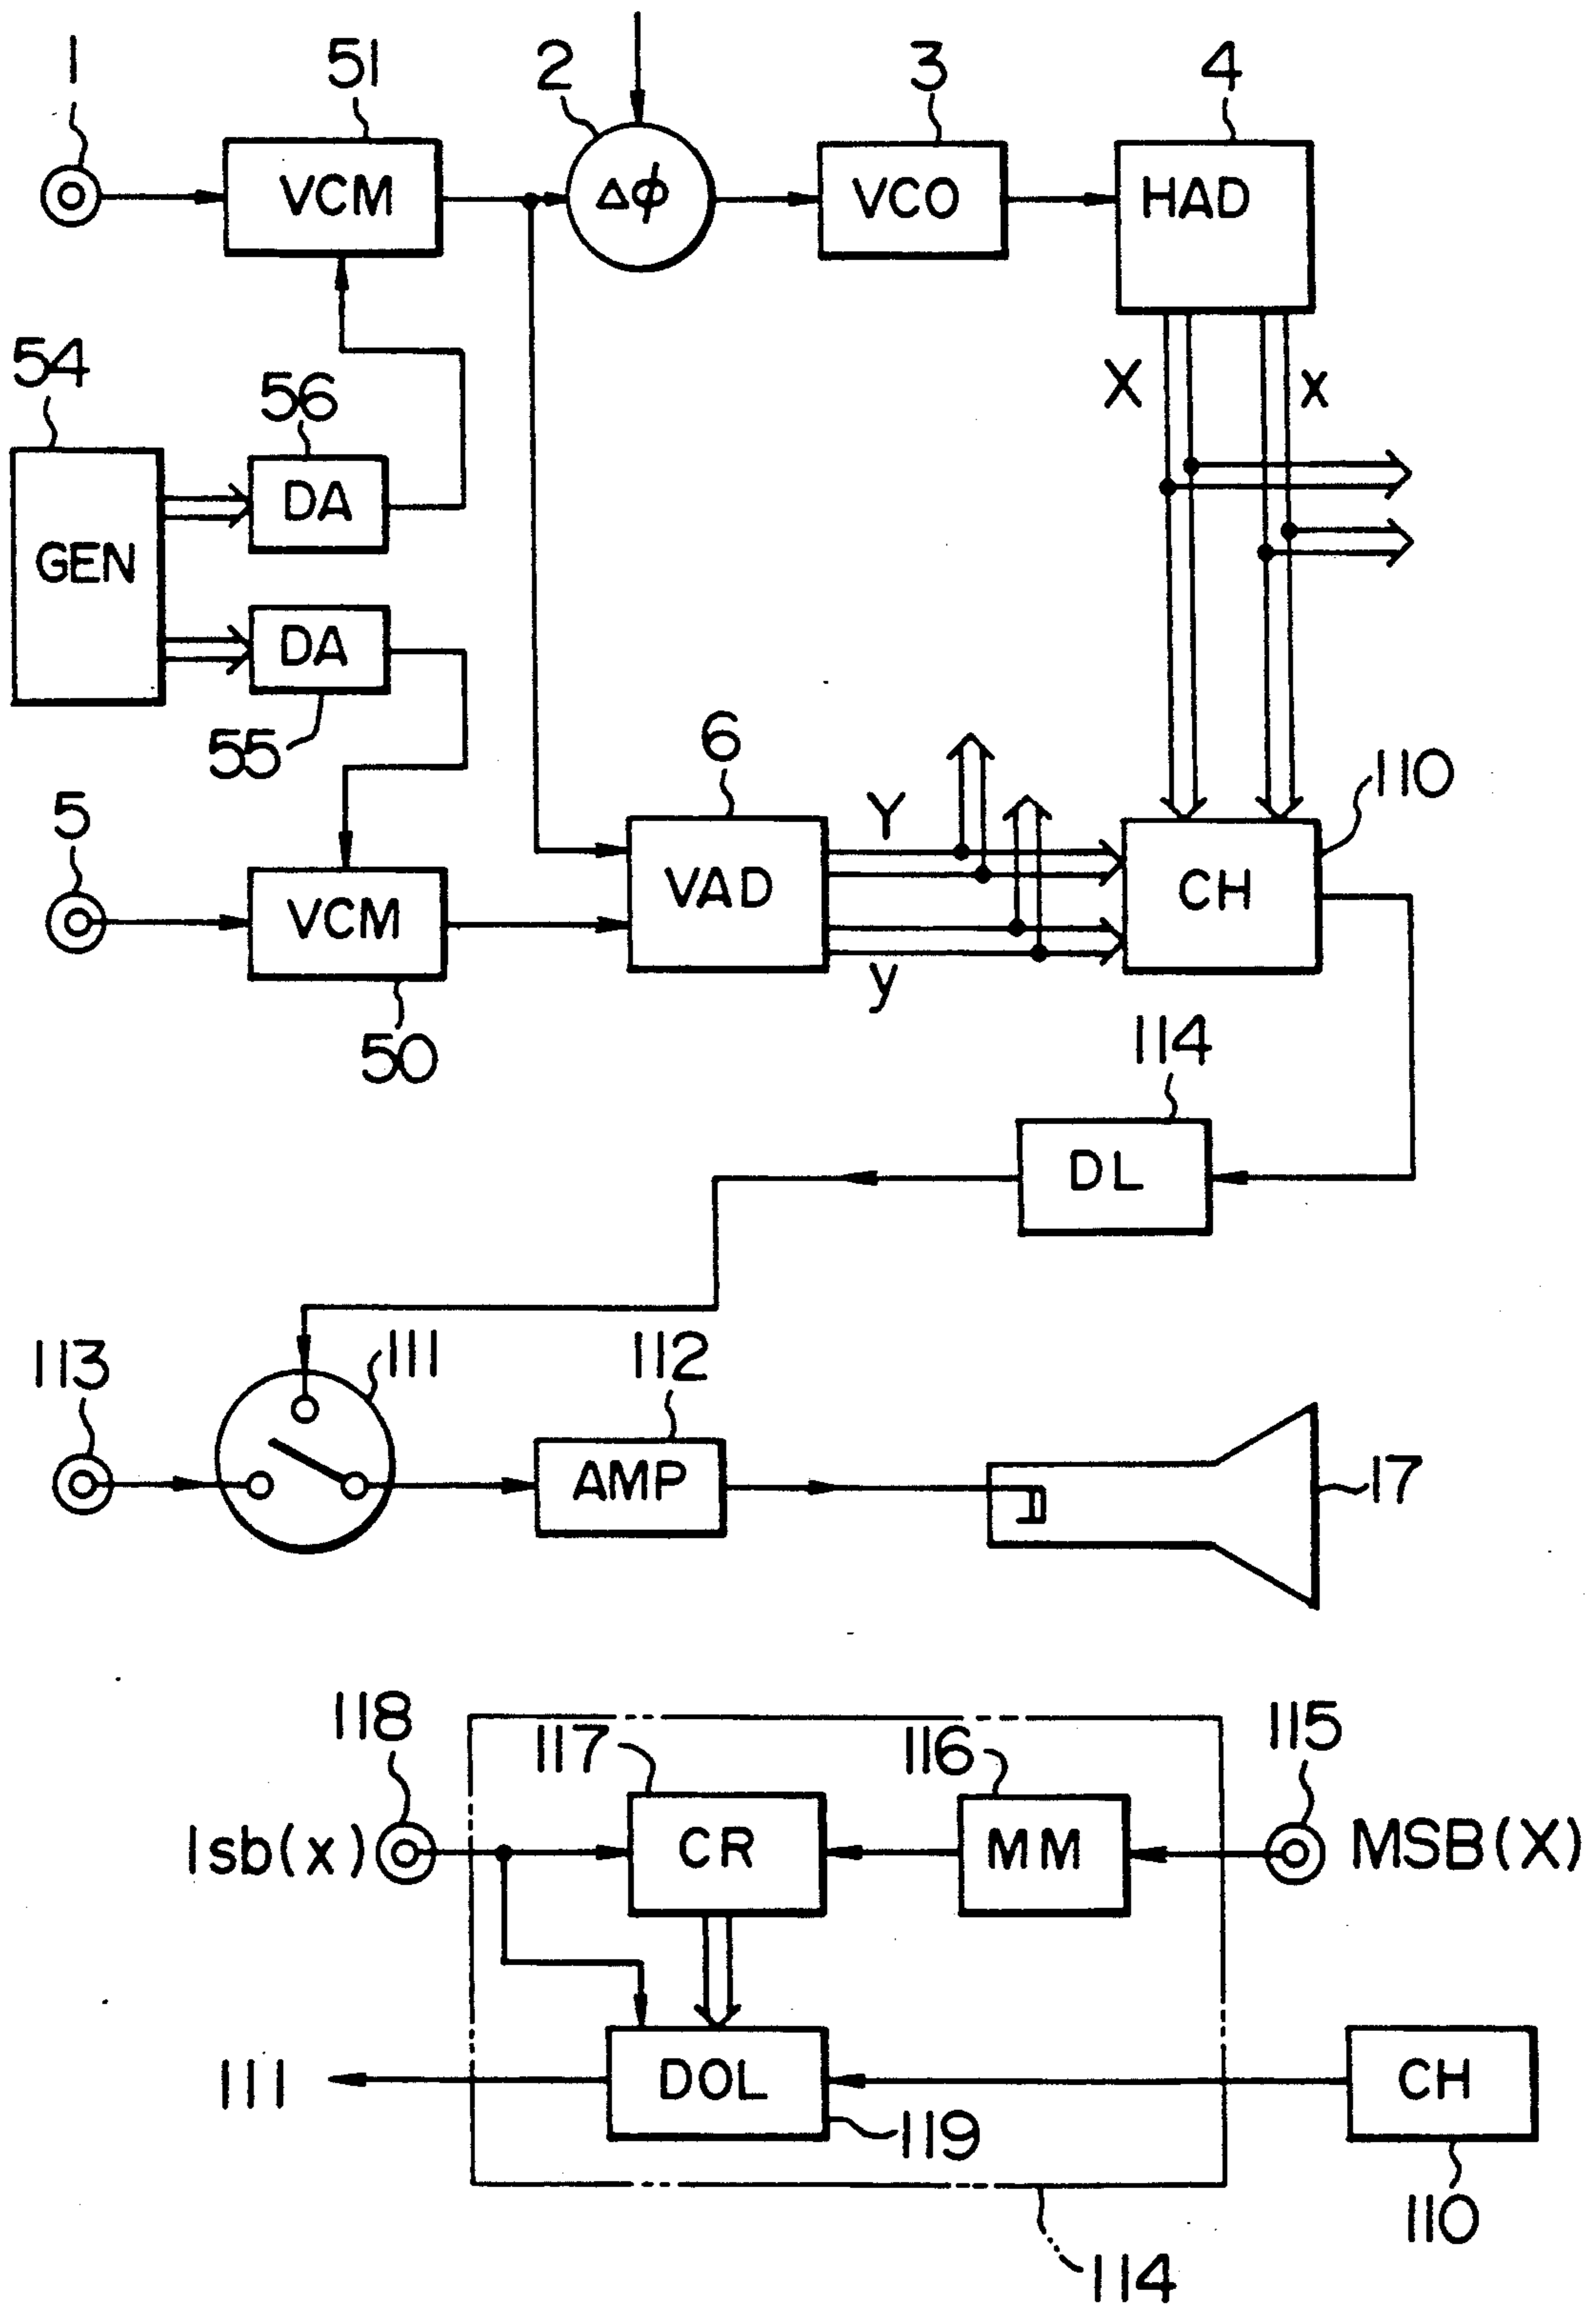 1
51
2
3
4
VCM
Δϕ
VCO
HAD
54
56
X
x
DA
GEN
DA
55
6
110
5
Y
VAD
CH
VCM
y
50
114
DL
113
111
112
AMP
17
118
117
116
115
lsb(x)
CR
MM
MSB(X)
111
DOL
CH
119
110
114